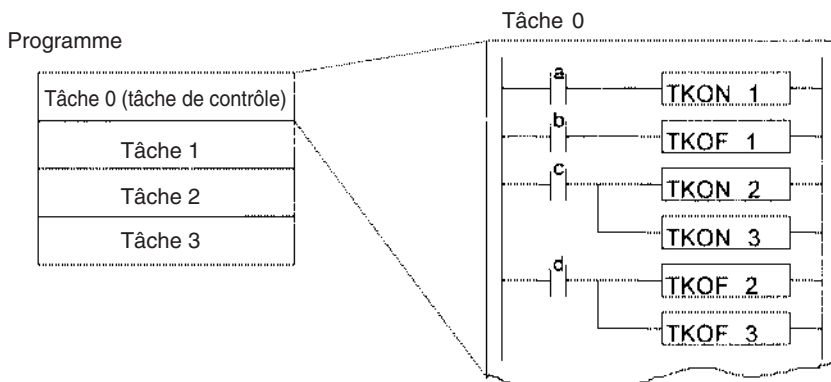 Tâche 0
Programme
Tâche 0 (tâche de contrôle)
Tâche 1
Tâche 2
Tâche 3
a
TKON 1
b
TKOF 1
c
TKON 2
TKON 3
d
TKOF 2
TKOF 3